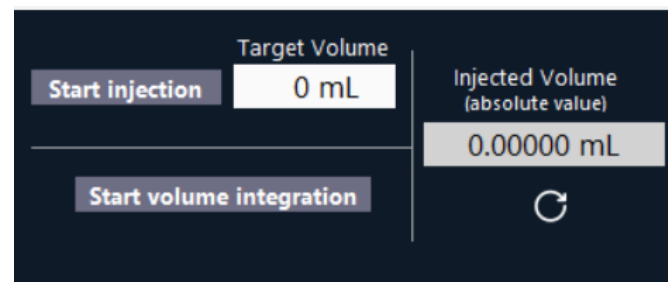 Target Volume
Start injection
0 mL
Start volume integration
Injected Volume
(absolute value)
0.00000 mL